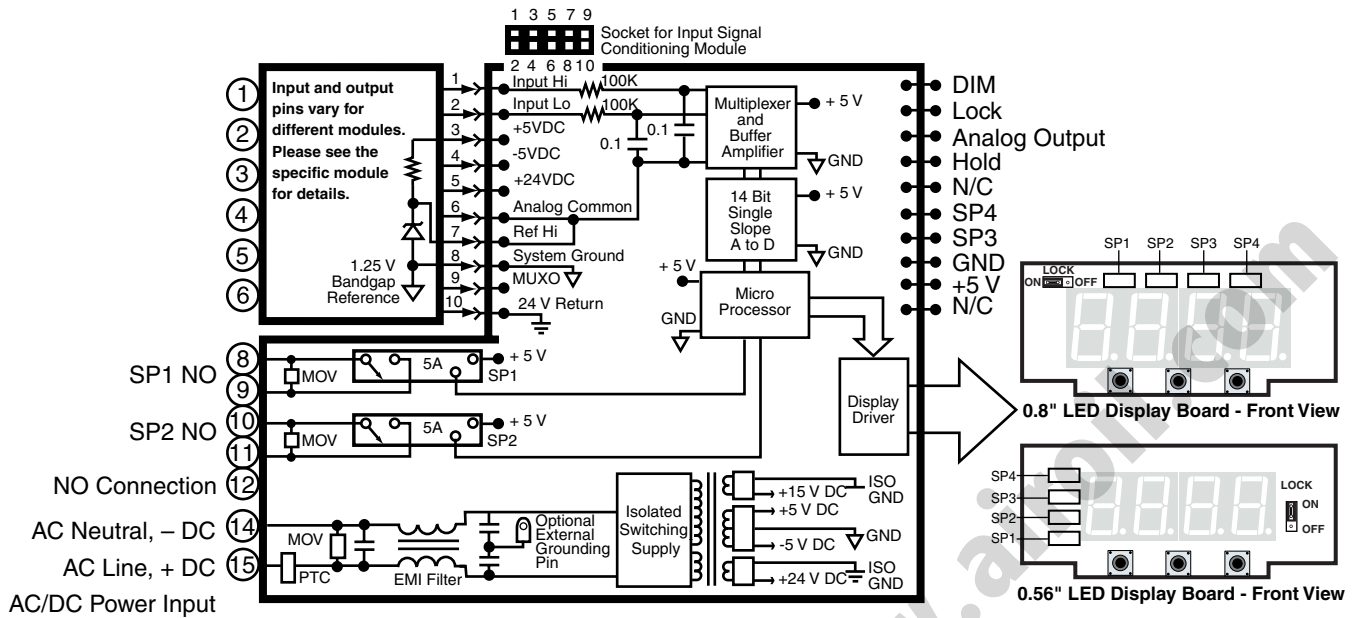 1 3 5 7 9
Socket for Input Signal
Conditioning Module
2 4 6 8 10
1
2
3
4
5
6
Input and output
pins vary for
different modules.
Please see the
specific module
for details.
1.25 V
Bandgap
Reference
1
2
3
4
5
6
7
8
9
10
Input Hi
100K
Input Lo
100K
+5VDC
-5VDC
+24VDC
Analog Common
Ref Hi
System Ground
MUXO
24 V Return
0.1
0.1
Multiplexer
and
Buffer
Amplifier
+ 5 V
GND
14 Bit
Single
Slope
A to D
+ 5 V
GND
+ 5 V
Micro
Processor
GND
Display
Driver
DIM
Lock
Analog Output
Hold
N/C
SP4
SP3
GND
+5 V
N/C
SP1 SP2 SP3 SP4
LOCK
ON OFF
0.8" LED Display Board - Front View
SP4
SP3
SP2
SP1
LOCK
ON
OFF
0.56" LED Display Board - Front View
SP1 NO
8
9
MOV
5A
+ 5 V
SP1
SP2 NO
10
11
MOV
5A
+ 5 V
SP2
NO Connection 12
AC Neutral, – DC 14
AC Line, + DC 15
AC/DC Power Input
MOV
PTC
EMI Filter
Optional
External
Grounding
Pin
Isolated
Switching
Supply
+15 V DC
ISO
GND
+5 V DC
GND
-5 V DC
+24 V DC
ISO
GND